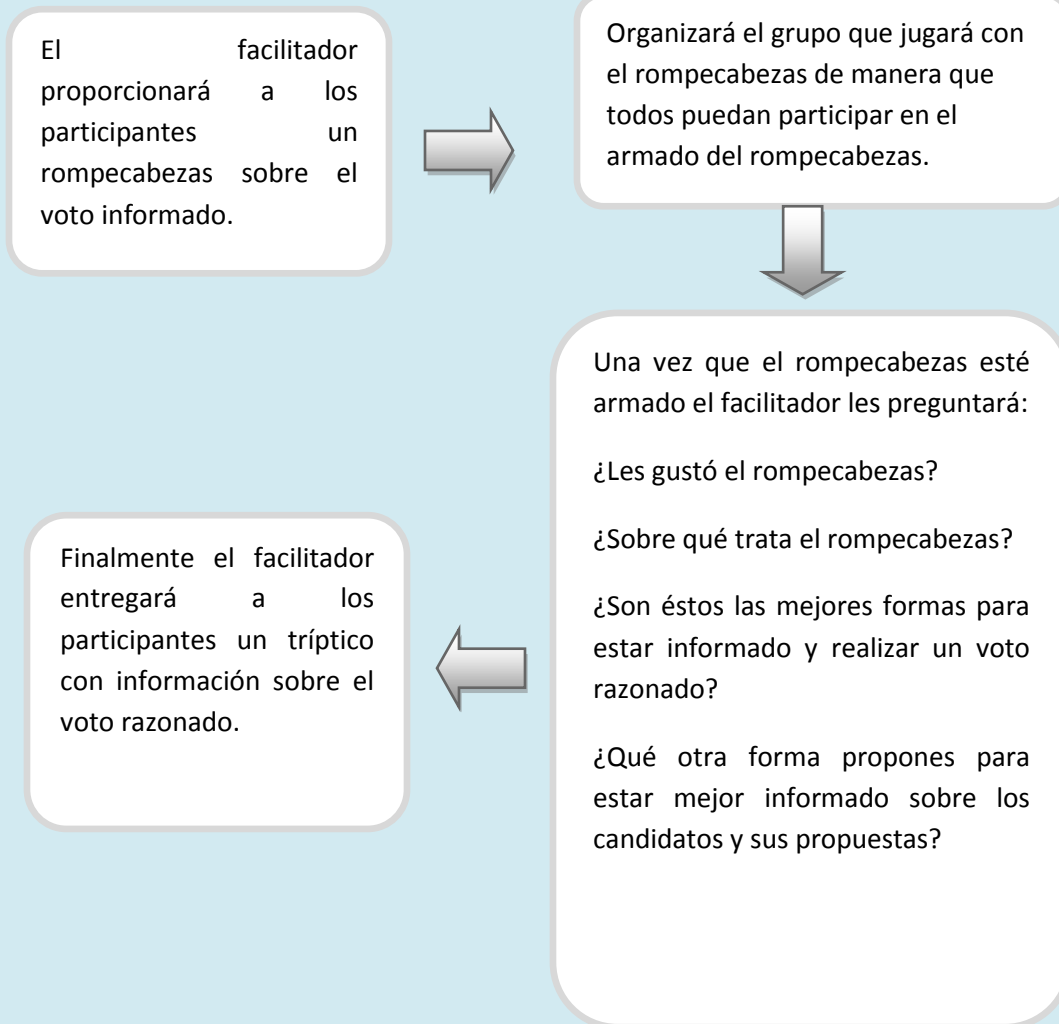 El facilitador
proporcionará a los
participantes un
rompecabezas sobre el
voto informado.
Organizará el grupo que jugará con
el rompecabezas de manera que
todos puedan participar en el
armado del rompecabezas.
Una vez que el rompecabezas esté
armado el facilitador les preguntará:
¿Les gustó el rompecabezas?
¿Sobre qué trata el rompecabezas?
¿Son éstos las mejores formas para
estar informado y realizar un voto
razonado?
¿Qué otra forma propones para
estar mejor informado sobre los
candidatos y sus propuestas?
Finalmente el facilitador
entregará a los
participantes un tríptico
con información sobre el
voto razonado.